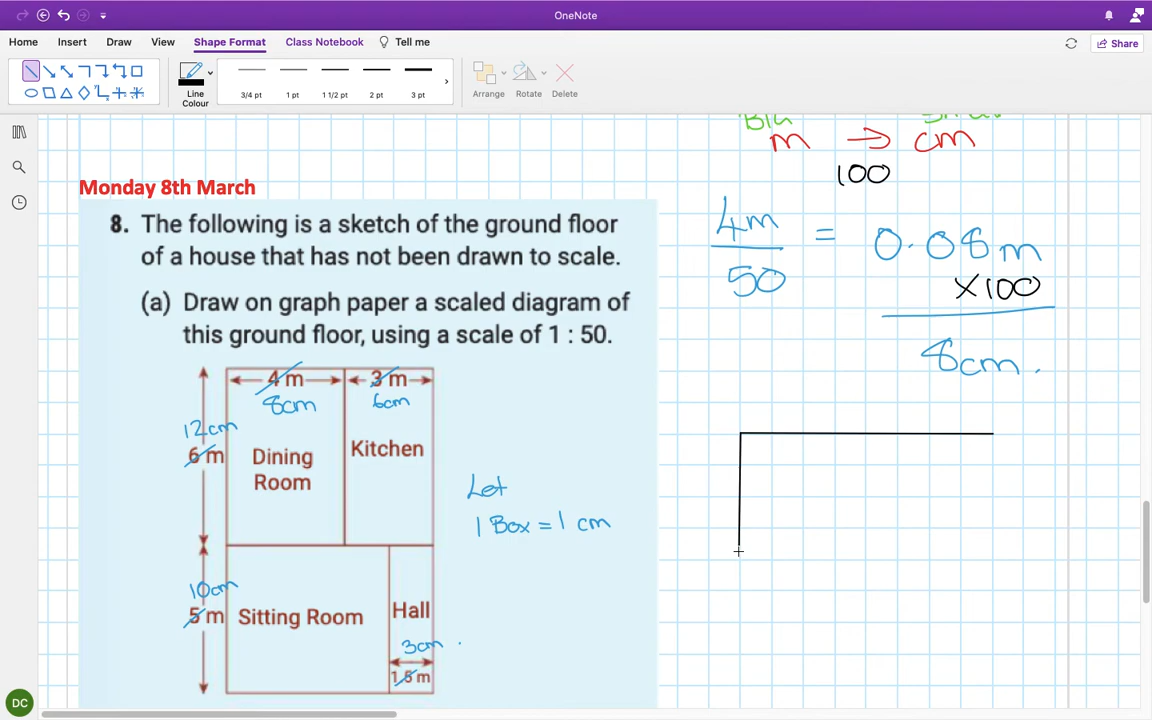 OneNote
Home Insert Draw View Shape Format Class Notebook Tell me Share
3/4 pt 1 pt 1 1/2 pt 2 pt 3 pt
Line Colour
Arrange Rotate Delete
m → cm
100
Monday 8th March
8. The following is a sketch of the ground floor
of a house that has not been drawn to scale.
(a) Draw on graph paper a scaled diagram of
this ground floor, using a scale of 1 : 50.
4 m 3 m
8cm 6cm
12cm
6 m
Dining
Room
Kitchen
Let
1 Box = 1 cm
10cm
5 m
Sitting Room
Hall
3cm
1.5 m
4m
50
= 0.08m
×100
8cm.
DC